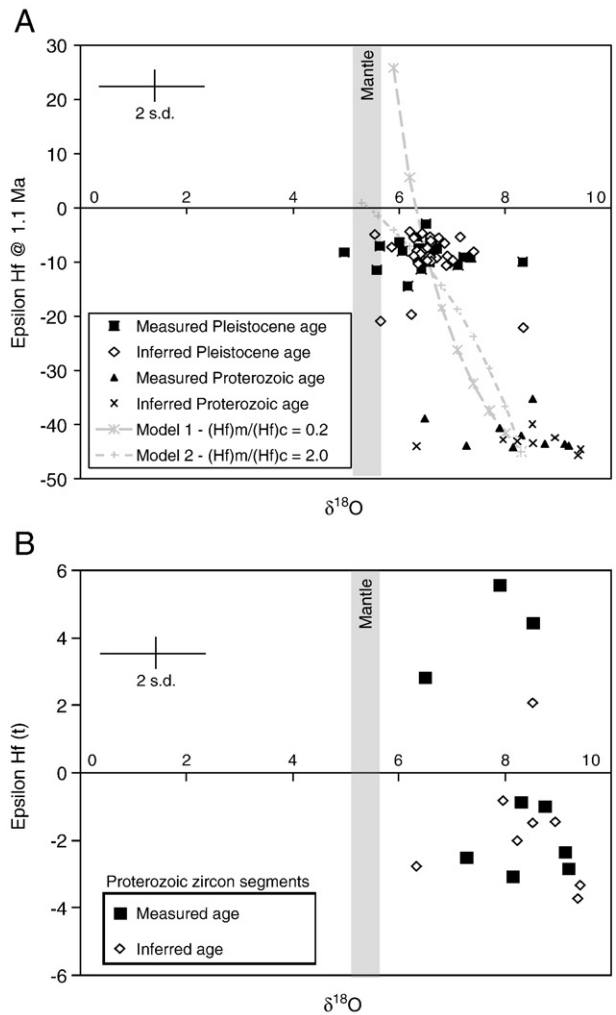 A
30
20
10
0
-10
-20
-30
-40
-50
Epsilon Hf @ 1.1 Ma
Mantle
2 s.d.
0 2 4 6 8 10
Measured Pleistocene age
Inferred Pleistocene age
Measured Proterozoic age
Inferred Proterozoic age
Model 1 - (Hf)m/(Hf)c = 0.2
Model 2 - (Hf)m/(Hf)c = 2.0
δ¹⁸O
B
6
4
2
0
-2
-4
-6
Epsilon Hf (t)
Mantle
2 s.d.
0 2 4 6 8 10
Proterozoic zircon segments
Measured age
Inferred age
δ¹⁸O